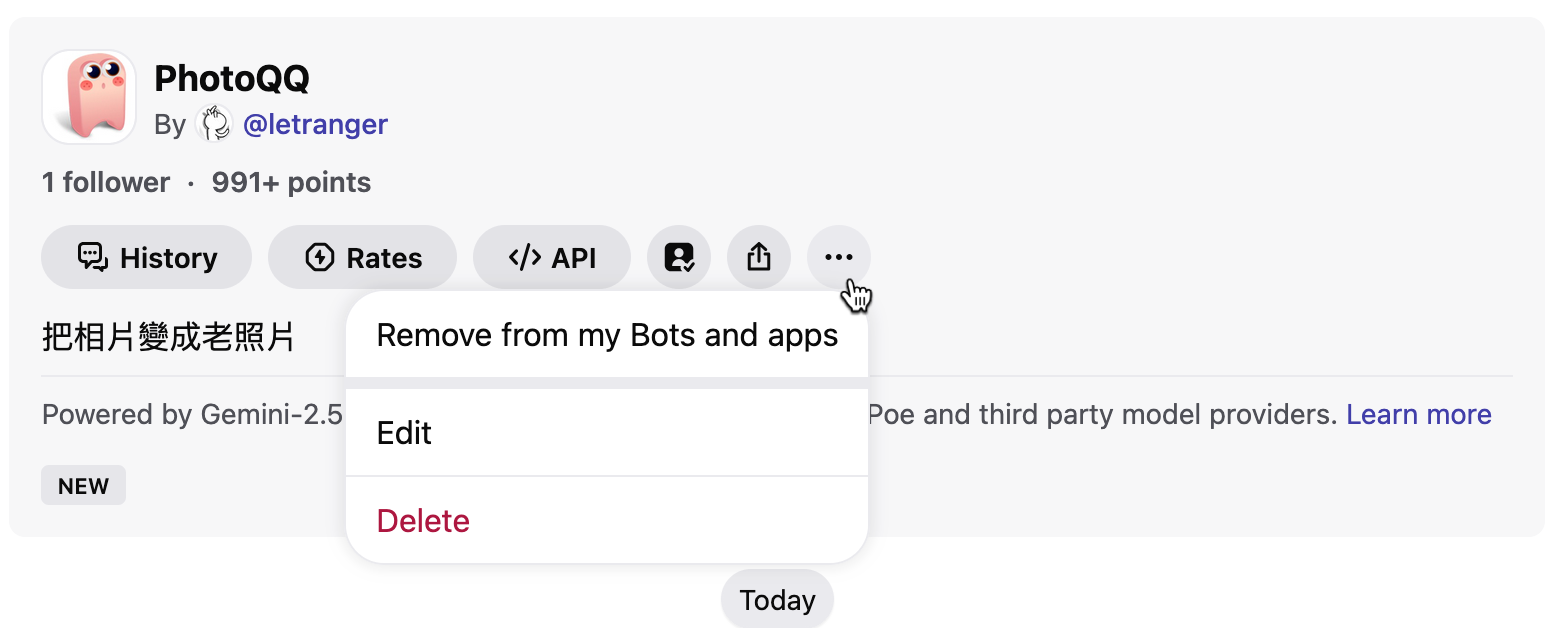 PhotoQQ
By @letranger
1 follower · 991+ points
History Rates </> API
把相片變成老照片
Remove from my Bots and apps
Powered by Gemini-2.5 Poe and third party model providers. Learn more
Edit
NEW
Delete
Today